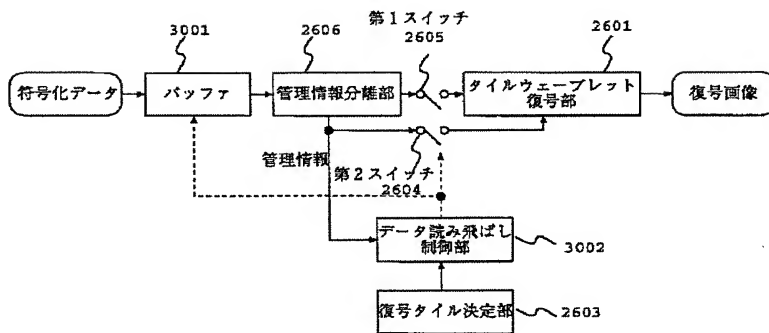 第1スイッチ
3001
2606
2605
2601
符号化データ
バッファ
管理情報分離部
タイルウェーブレット
復号部
復号画像
管理情報
第2スイッチ
2604
データ読み飛ばし
制御部
3002
復号タイル決定部
2603